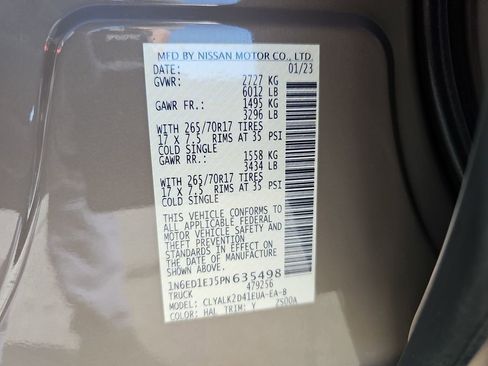 MFD BY NISSAN MOTOR CO., LTD.
DATE: 01/23
GVWR: 2727 KG
6012 LB
GAWR FR.: 1495 KG
3296 LB
WITH 265/70R17 TIRES
17 X 7.5 RIMS AT 35 PSI
COLD SINGLE
GAWR RR.: 1558 KG
3434 LB
WITH 265/70R17 TIRES
17 X 7.5 RIMS AT 35 PSI
COLD SINGLE
THIS VEHICLE CONFORMS TO
ALL APPLICABLE FEDERAL
MOTOR VEHICLE SAFETY AND
THEFT PREVENTION
STANDARDS IN EFFECT ON
THE DATE OF MANUFACTURE
SHOWN ABOVE.
1N6ED1EJ5PN635498
TRUCK 479256
MODEL: CLYALK2D41EUA-EA-B
COLOR: HAL TRIM: Y 7S00A